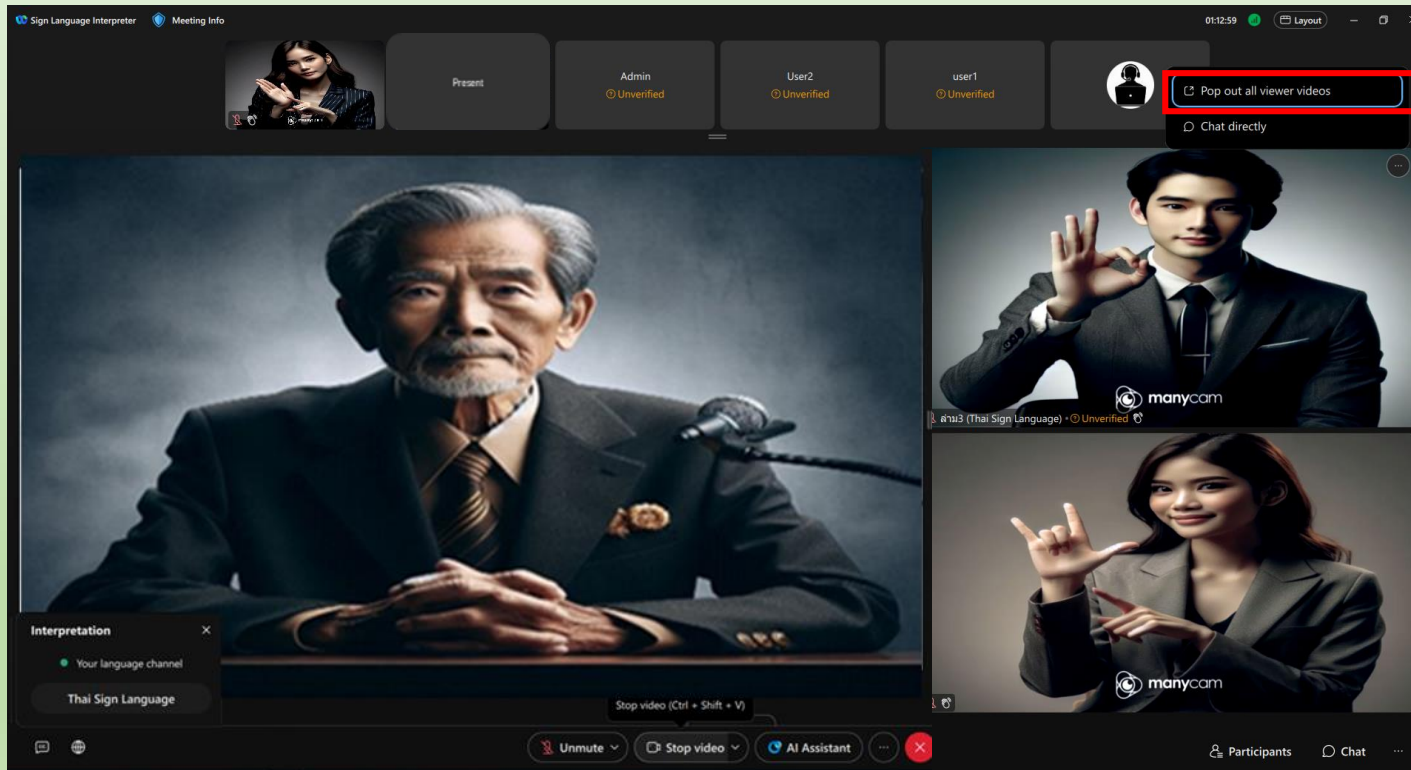 Sign Language Interpreter
Meeting Info
01:12:59
Layout
Present
Admin
Unverified
User2
Unverified
user1
Unverified
Pop out all viewer videos
Chat directly
manycam
ล่าม3 (Thai Sign Language) • Unverified
manycam
Interpretation
Your language channel
Thai Sign Language
Stop video (Ctrl + Shift + V)
Unmute
Stop video
AI Assistant
Participants
Chat